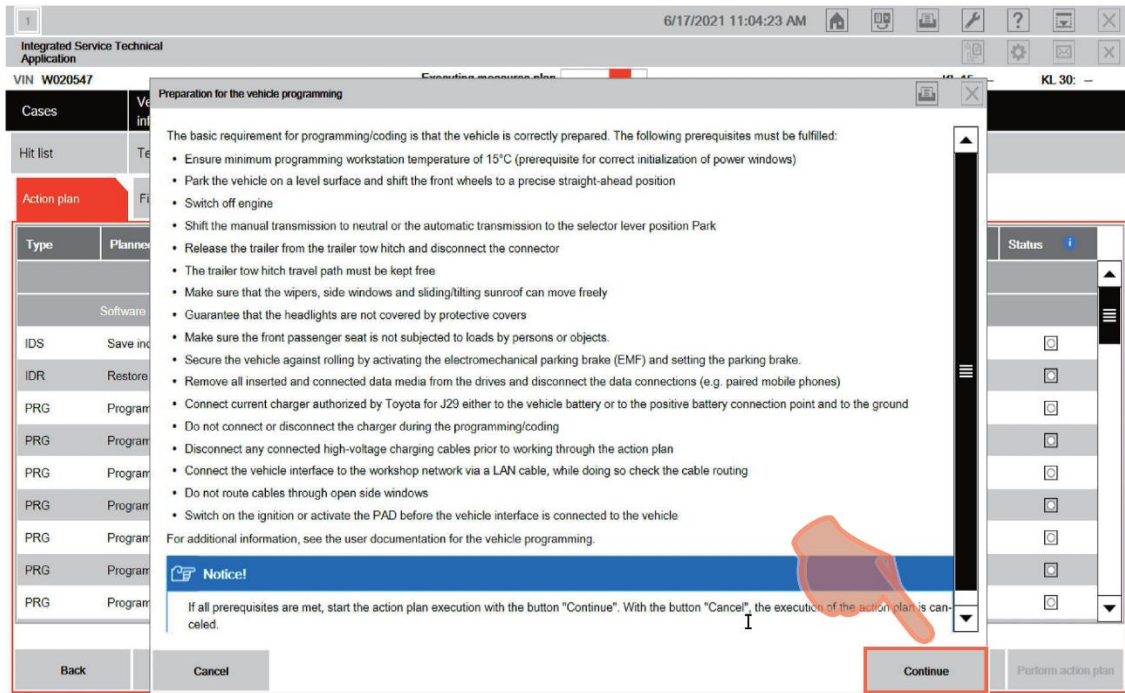 1
6/17/2021 11:04:23 AM
?
Integrated Service Technical
Application
VIN W020547
KL 30: –
Preparation for the vehicle programming
Cases
Hit list
Action plan
The basic requirement for programming/coding is that the vehicle is correctly prepared. The following prerequisites must be fulfilled:
• Ensure minimum programming workstation temperature of 15°C (prerequisite for correct initialization of power windows)
• Park the vehicle on a level surface and shift the front wheels to a precise straight-ahead position
• Switch off engine
• Shift the manual transmission to neutral or the automatic transmission to the selector lever position Park
• Release the trailer from the trailer tow hitch and disconnect the connector
• The trailer tow hitch travel path must be kept free
• Make sure that the wipers, side windows and sliding/tilting sunroof can move freely
• Guarantee that the headlights are not covered by protective covers
• Make sure the front passenger seat is not subjected to loads by persons or objects.
• Secure the vehicle against rolling by activating the electromechanical parking brake (EMF) and setting the parking brake.
• Remove all inserted and connected data media from the drives and disconnect the data connections (e.g. paired mobile phones)
• Connect current charger authorized by Toyota for J29 either to the vehicle battery or to the positive battery connection point and to the ground
• Do not connect or disconnect the charger during the programming/coding
• Disconnect any connected high-voltage charging cables prior to working through the action plan
• Connect the vehicle interface to the workshop network via a LAN cable, while doing so check the cable routing
• Do not route cables through open side windows
• Switch on the ignition or activate the PAD before the vehicle interface is connected to the vehicle
For additional information, see the user documentation for the vehicle programming.
Notice!
If all prerequisites are met, start the action plan execution with the button "Continue". With the button "Cancel", the execution of the action plan is can-
celed.
Type Planned Status i
Software
IDS Save
IDR Restore
PRG Program
PRG Program
PRG Program
PRG Program
PRG Program
PRG Program
PRG Program
Back Cancel Continue Perform action plan